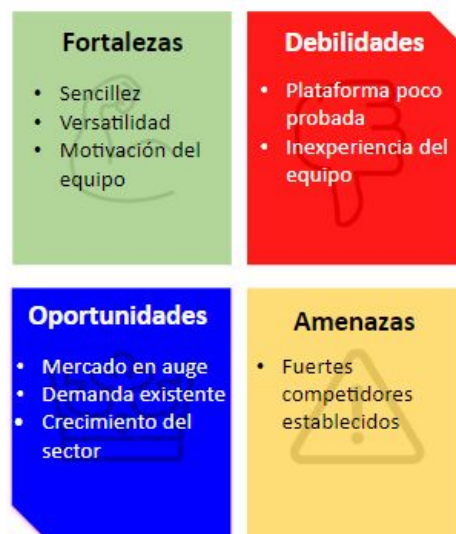 Fortalezas
• Sencillez
• Versatilidad
• Motivación del
equipo
Debilidades
• Plataforma poco
probada
• Inexperiencia del
equipo
Oportunidades
• Mercado en auge
• Demanda existente
• Crecimiento del
sector
Amenazas
• Fuertes
competidores
establecidos